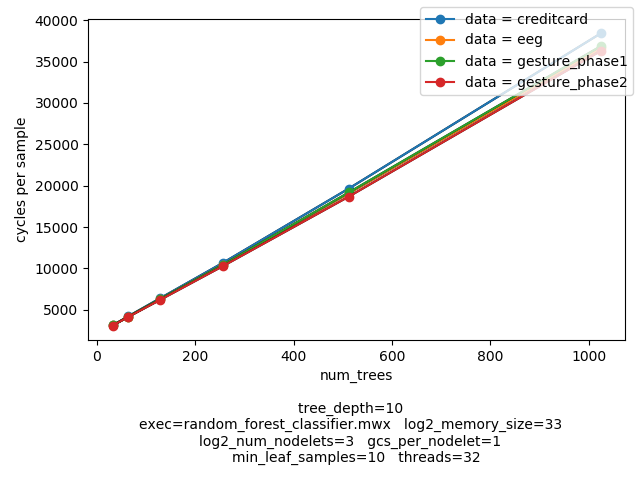 40000
35000
30000
25000
20000
15000
10000
5000
cycles per sample
0 200 400 600 800 1000
num_trees
data = creditcard
data = eeg
data = gesture_phase1
data = gesture_phase2
tree_depth=10
exec=random_forest_classifier.mwx log2_memory_size=33
log2_num_nodelets=3 gcs_per_nodelet=1
min_leaf_samples=10 threads=32